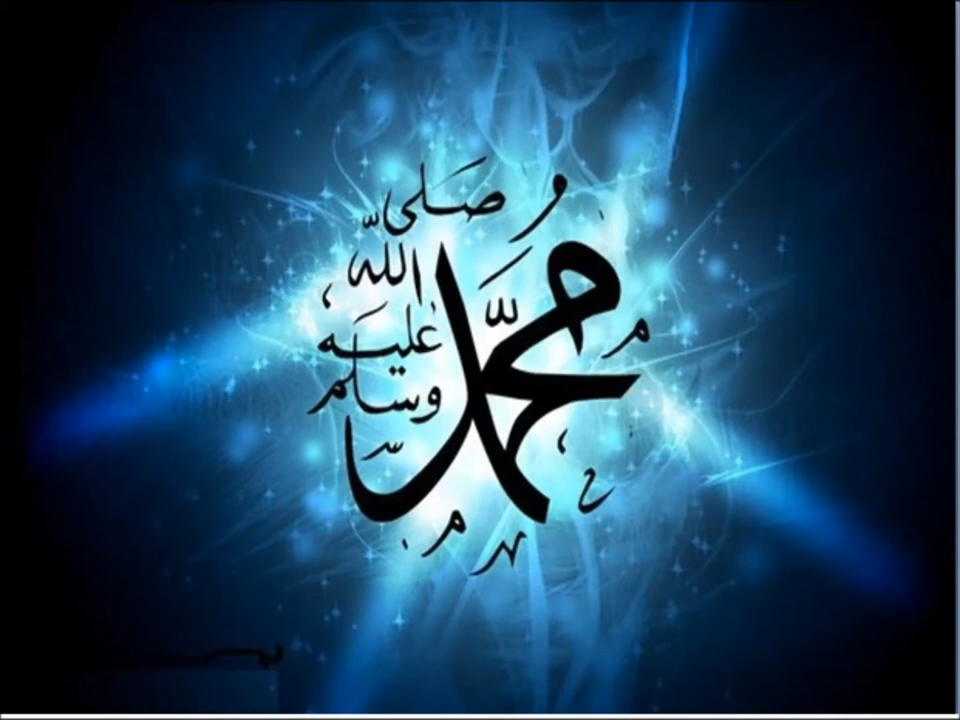 محمد
صلى
الله
عليه
وسلم